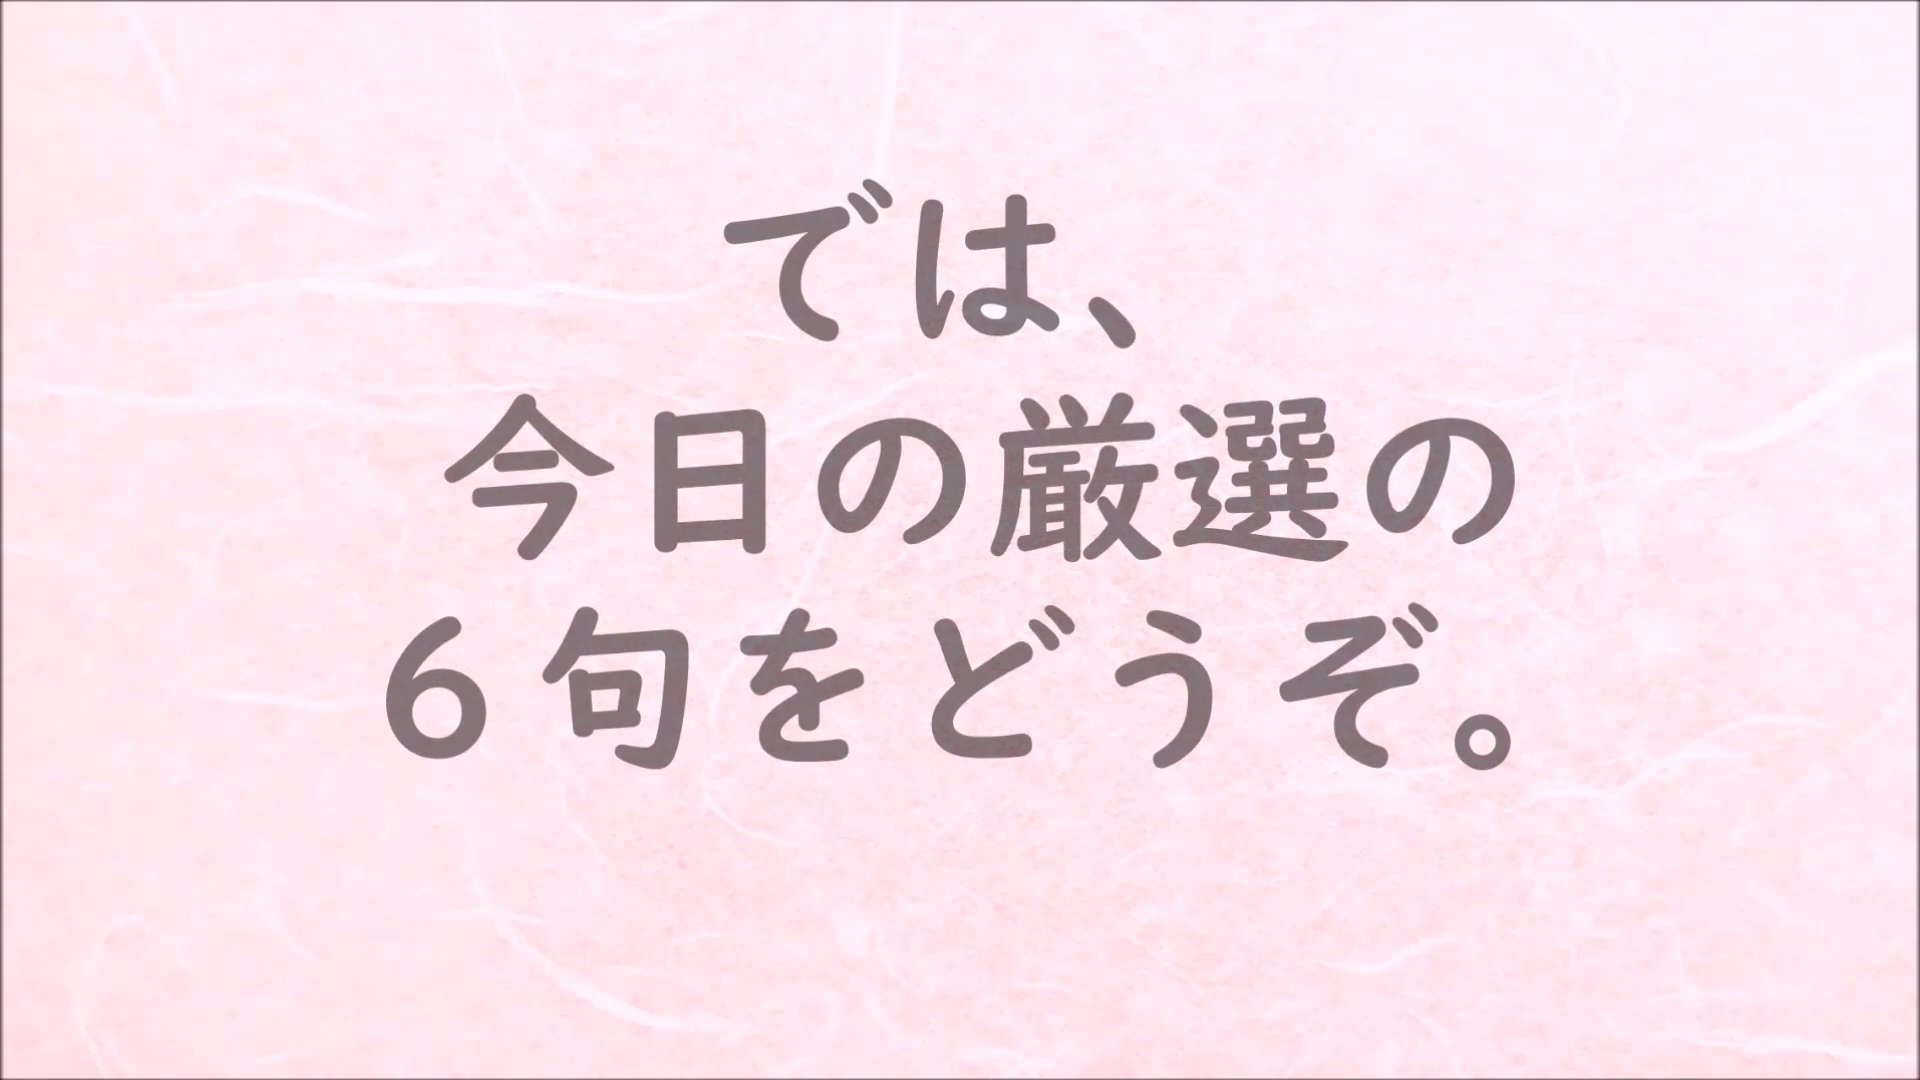 では、
今日の厳選の
６句をどうぞ。